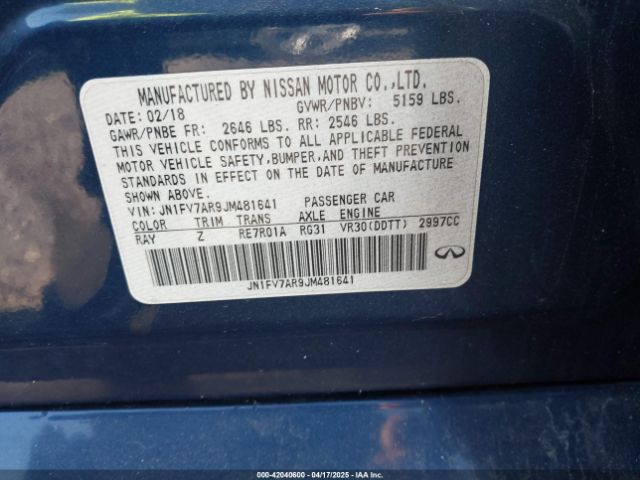 MANUFACTURED BY NISSAN MOTOR CO.,LTD.
DATE: 02/18 GVWR/PNBV: 5159 LBS.
GAWR/PNBE FR: 2646 LBS. RR: 2546 LBS.
THIS VEHICLE CONFORMS TO ALL APPLICABLE FEDERAL
MOTOR VEHICLE SAFETY,BUMPER,AND THEFT PREVENTION
STANDARDS IN EFFECT ON THE DATE OF MANUFACTURE
SHOWN ABOVE.
VIN: JN1FV7AR9JM481641 PASSENGER CAR
COLOR TRIM TRANS AXLE ENGINE
RAY Z RE7R01A RG31 VR30(DDTT) 2997CC
JN1FV7AR9JM481641
000-42040600 - 04/17/2025 - IAA Inc.